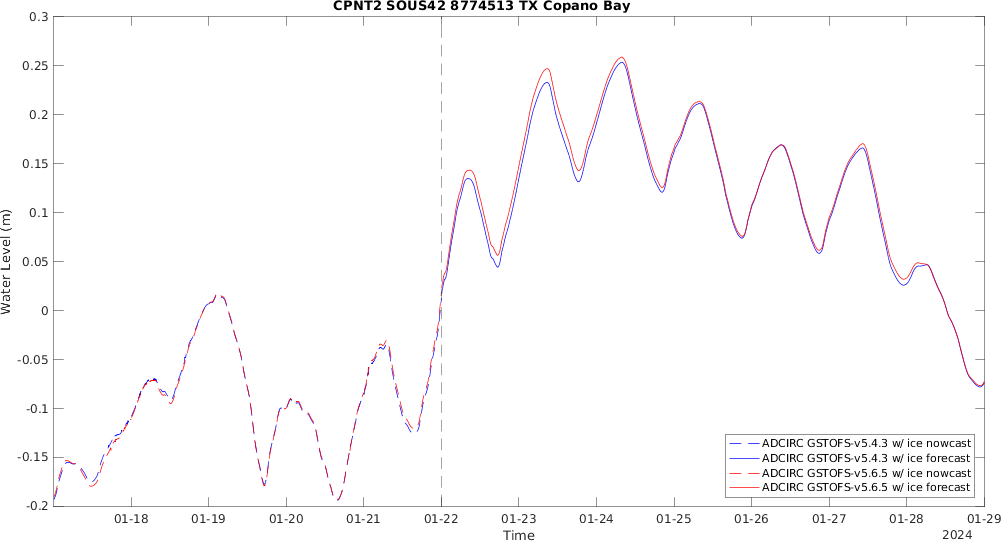 CPNT2 SOUS42 8774513 TX Copano Bay
Water Level (m)
0.3
0.25
0.2
0.15
0.1
0.05
0
-0.05
-0.1
-0.15
-0.2
ADCIRC GSTOFS-v5.4.3 w/ ice nowcast
ADCIRC GSTOFS-v5.4.3 w/ ice forecast
ADCIRC GSTOFS-v5.6.5 w/ ice nowcast
ADCIRC GSTOFS-v5.6.5 w/ ice forecast
01-18 01-19 01-20 01-21 01-22 01-23 01-24 01-25 01-26 01-27 01-28 01-29
Time
2024